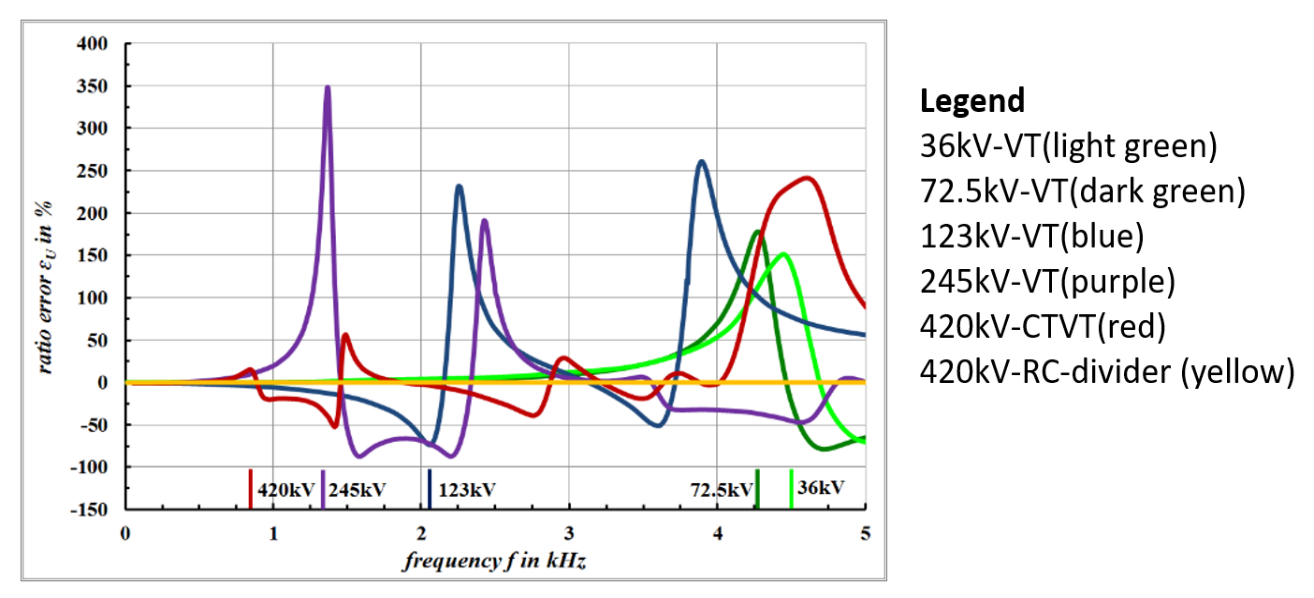 400
350
300
250
200
150
100
50
0
-50
-100
-150
ratio error εU in %
420kV 245kV 123kV 72.5kV 36kV
0 1 2 3 4 5
frequency f in kHz
Legend
36kV-VT(light green)
72.5kV-VT(dark green)
123kV-VT(blue)
245kV-VT(purple)
420kV-CTVT(red)
420kV-RC-divider (yellow)